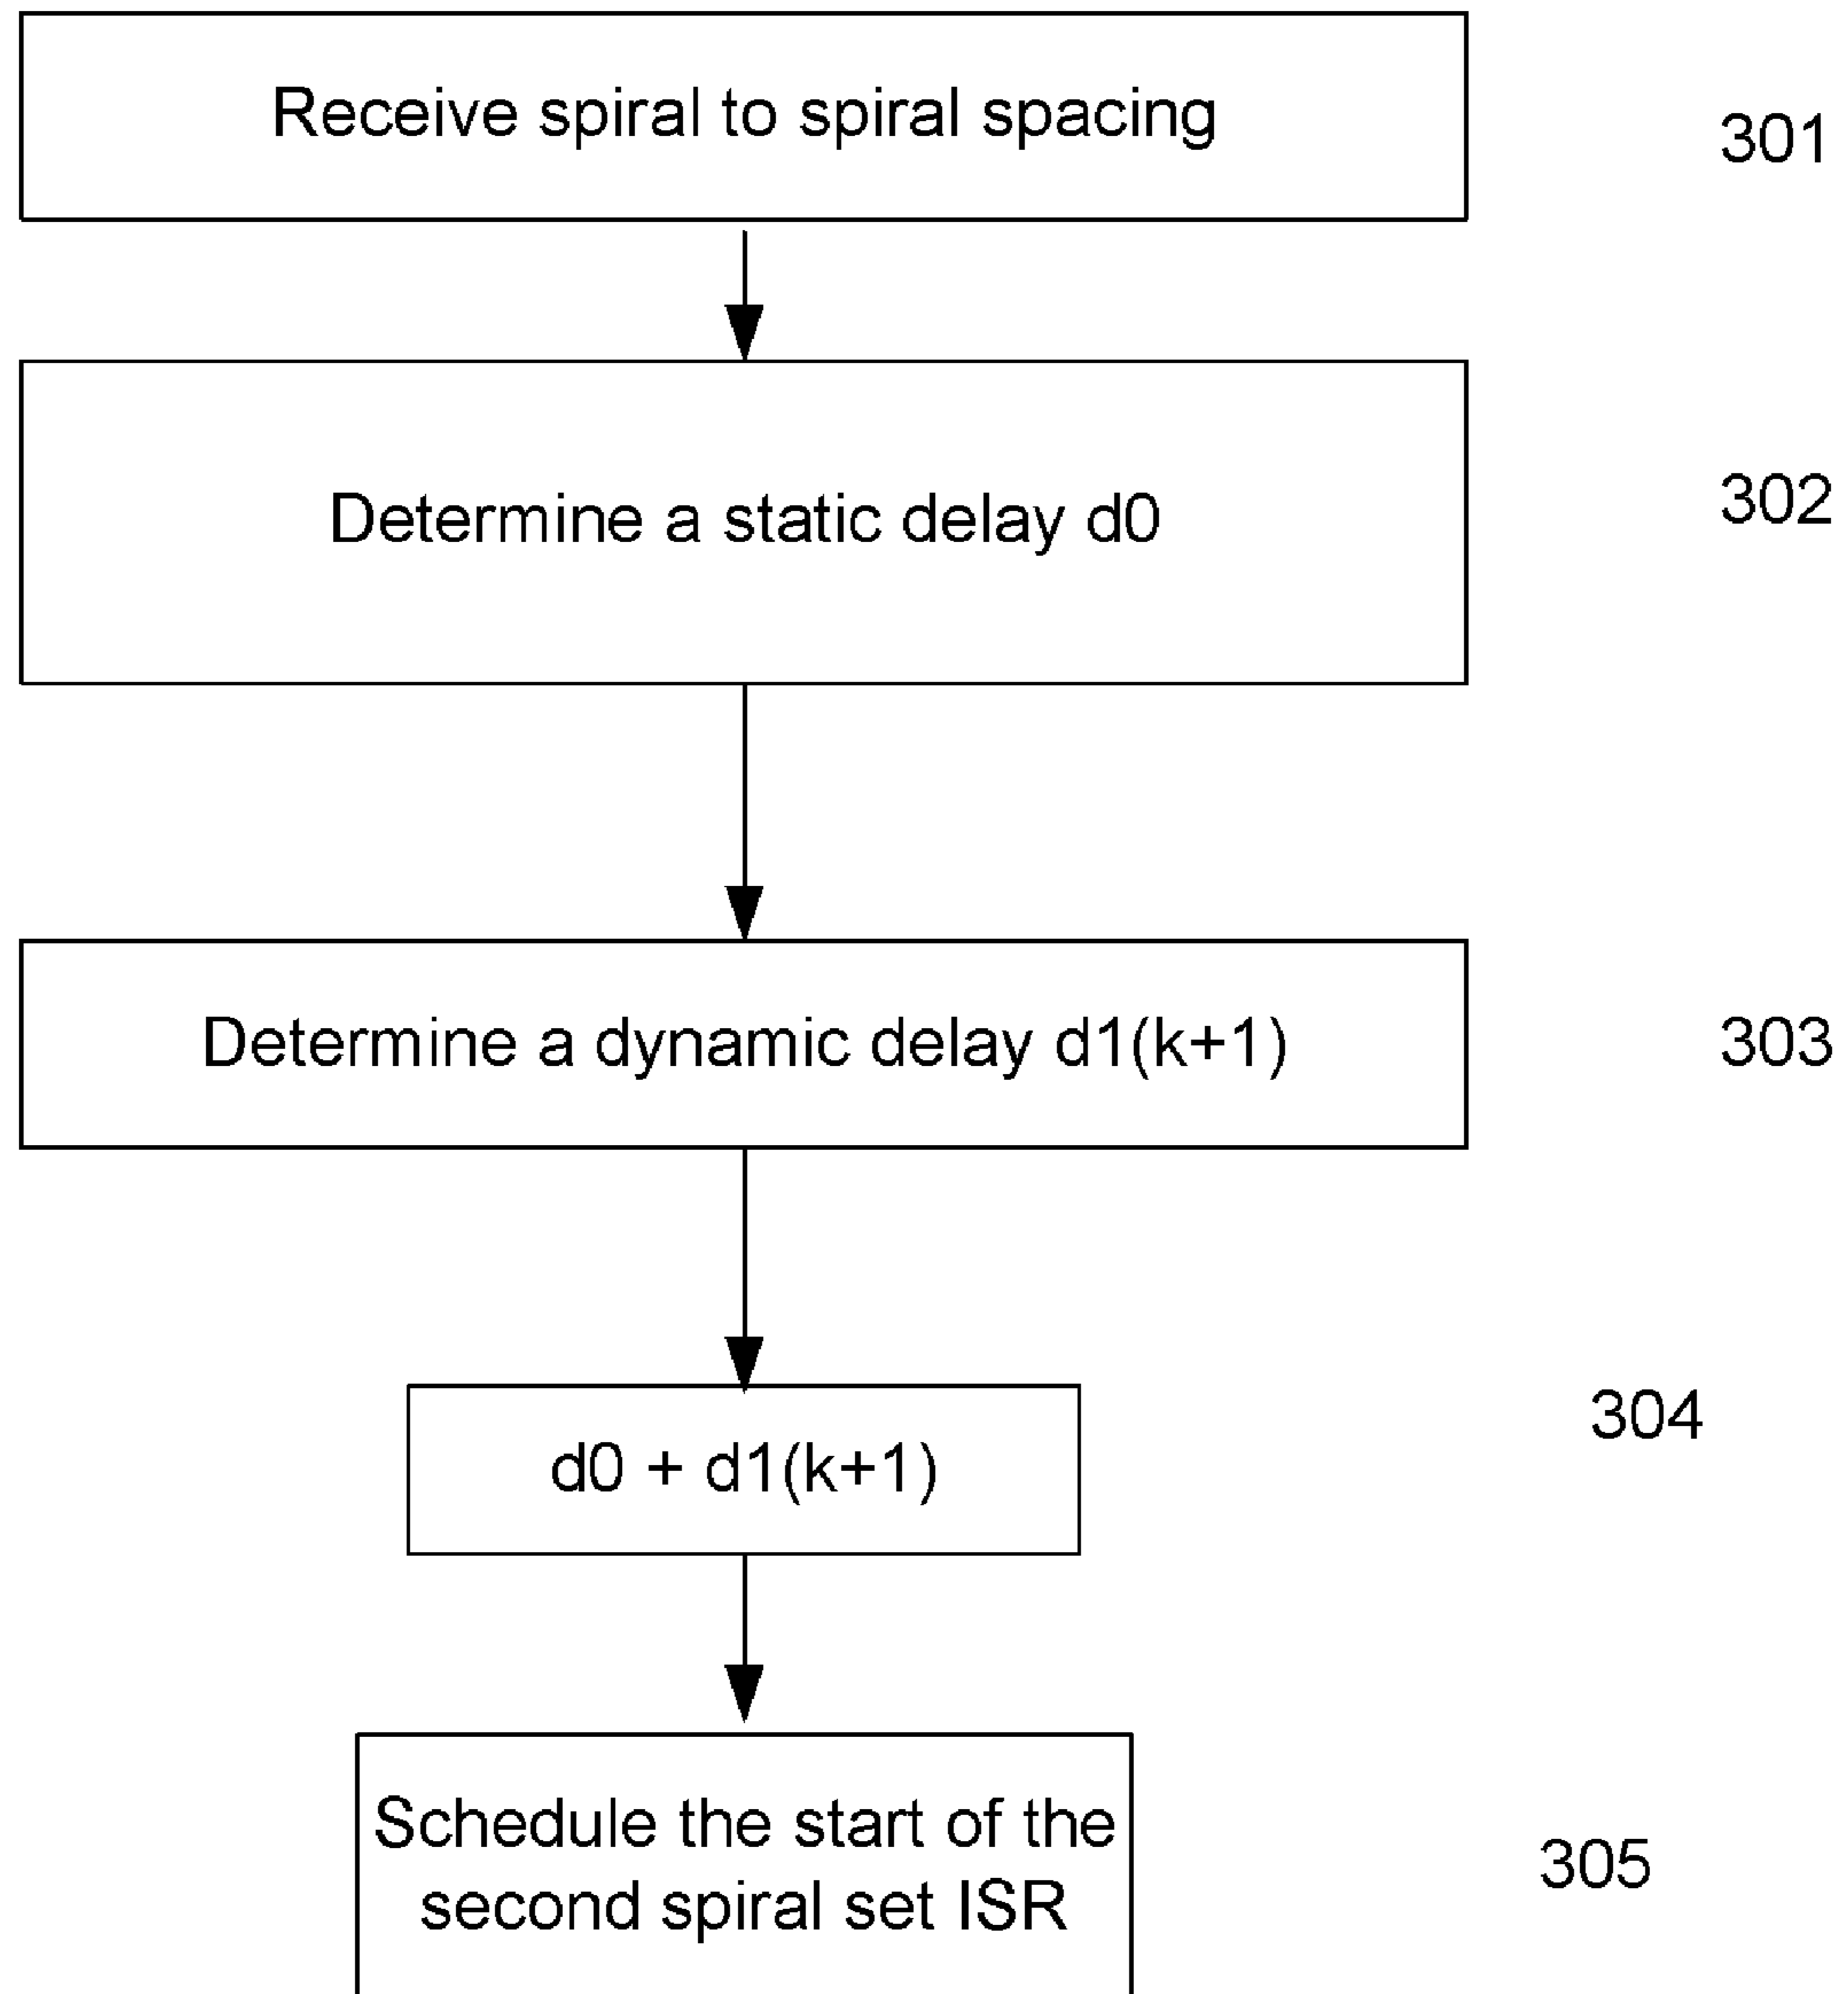 Receive spiral to spiral spacing
301
Determine a static delay d0
302
Determine a dynamic delay d1(k+1)
303
d0 + d1(k+1)
304
Schedule the start of the
second spiral set ISR
305